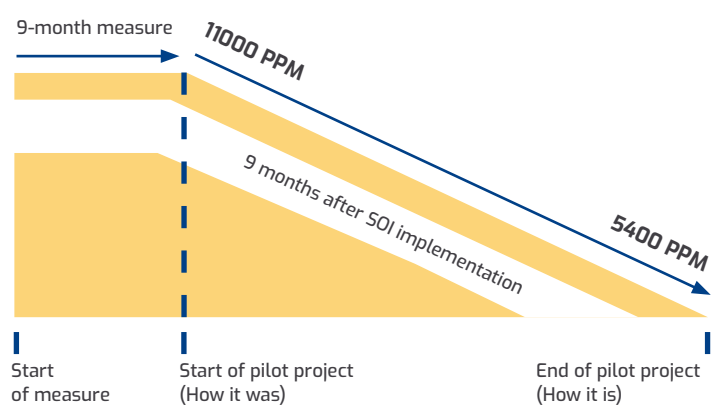 9-month measure
11000 PPM
9 months after SOI implementation
5400 PPM
Start
of measure
Start of pilot project
(How it was)
End of pilot project
(How it is)